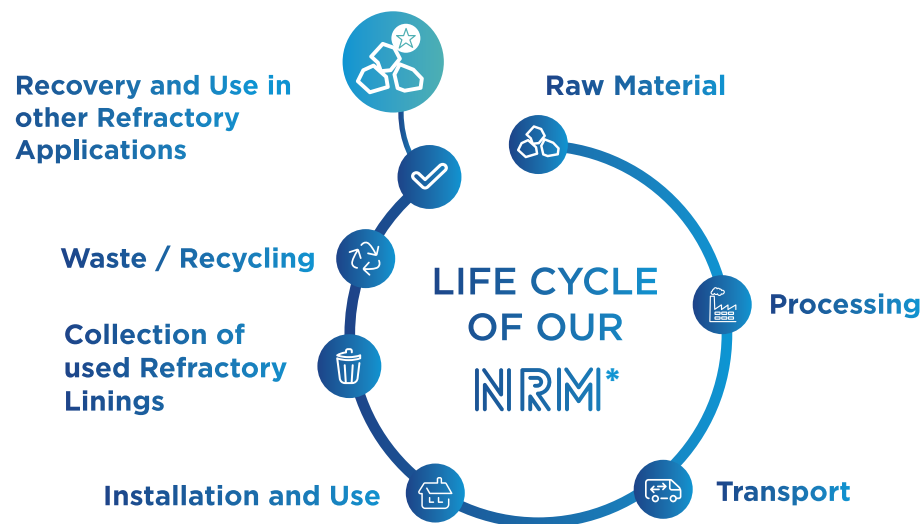 Raw Material
Processing
Transport
Installation and Use
Collection of
used Refractory
Linings
Waste / Recycling
Recovery and Use in
other Refractory
Applications
LIFE CYCLE
OF OUR
NRM*